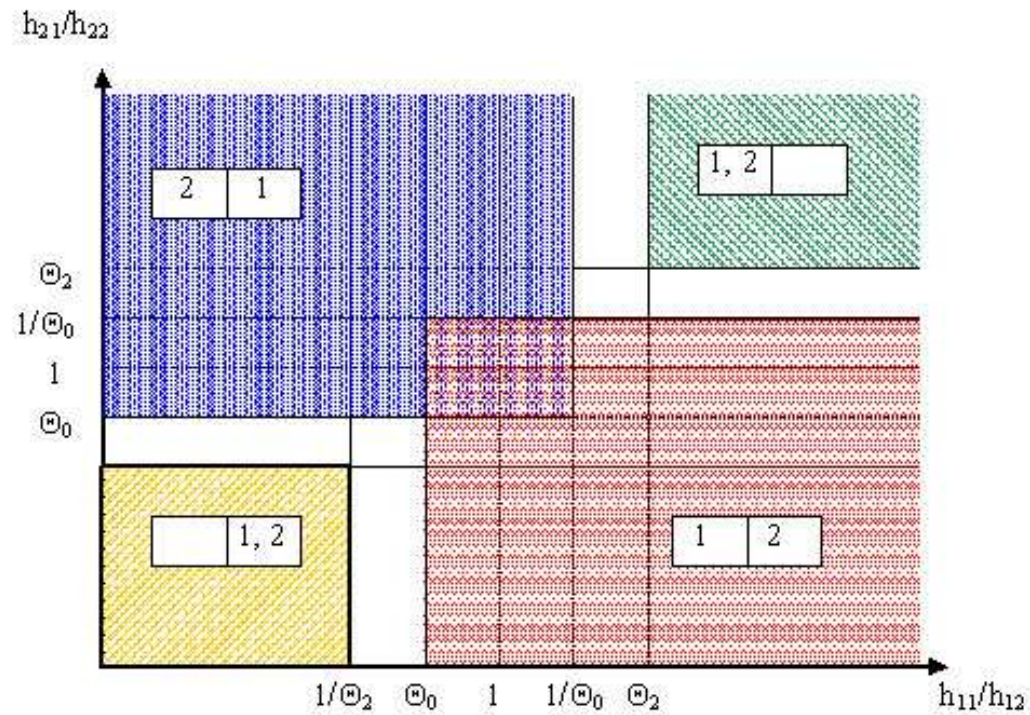 h₂₁/h₂₂
2 1
1, 2
Θ₂
1/Θ₀
1
Θ₀
1, 2
1 2
1/Θ₂ Θ₀ 1 1/Θ₀ Θ₂ h₁₁/h₁₂